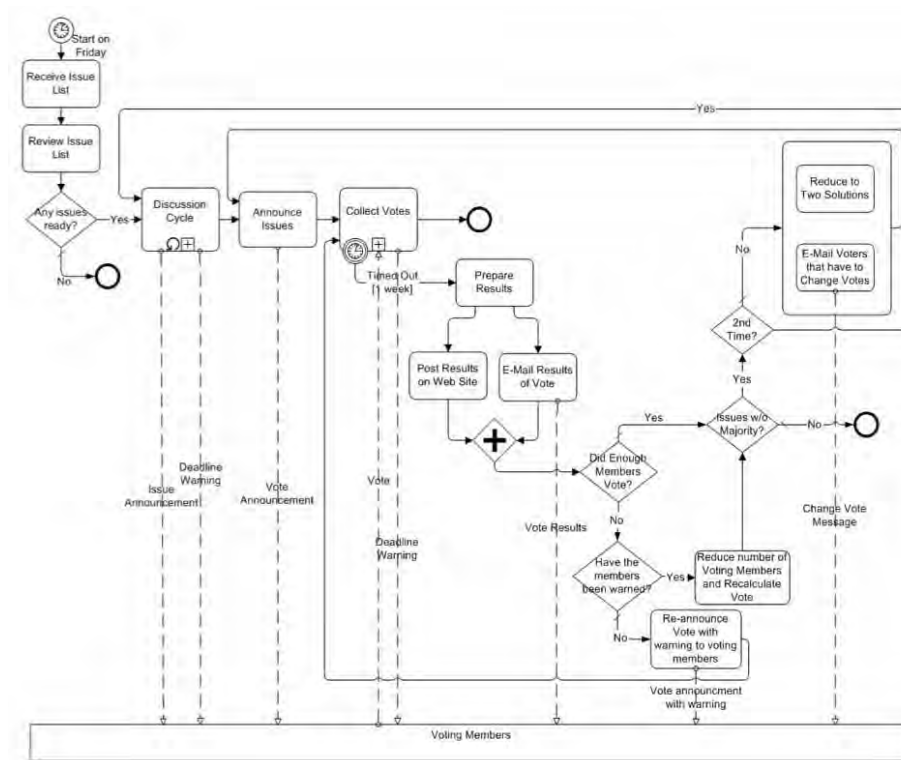 Start on
Friday
Receive Issue
List
Review Issue
List
Any issues
ready?
Yes
No
Discussion
Cycle
Announce
Issues
Collect Votes
Timed Out
[1 week]
Prepare
Results
Post Results
on Web Site
E-Mail Results
of Vote
Did Enough
Members
Vote?
Yes
No
Have the
members
been warned?
Yes
No
Reduce number of
Voting Members
and Recalculate
Vote
Re-announce
Vote with
warning to voting
members
Issues w/o
Majority?
Yes
No
2nd
Time?
No
Yes
Reduce to
Two Solutions
E-Mail Voters
that have to
Change Votes
Issue
Announcement
Deadline
Warning
Vote
Announcement
Vote
Deadline
Warning
Vote Results
Change Vote
Message
Vote announcment
with warning
Voting Members